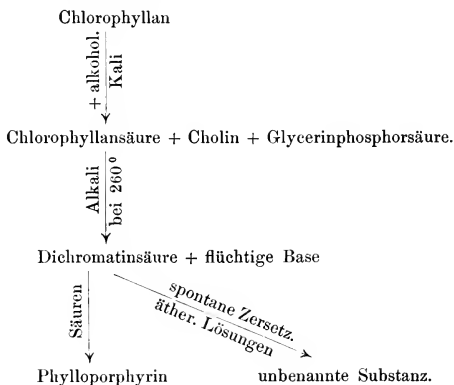 Chlorophyllan
+ alkohol.
Kali
Chlorophyllansäure + Cholin + Glycerinphosphorsäure.
Alkali
bei 260°
Dichromatinsäure + flüchtige Base
Säuren
spontane Zersetz.
äther. Lösungen
Phylloporphyrin unbenannte Substanz.